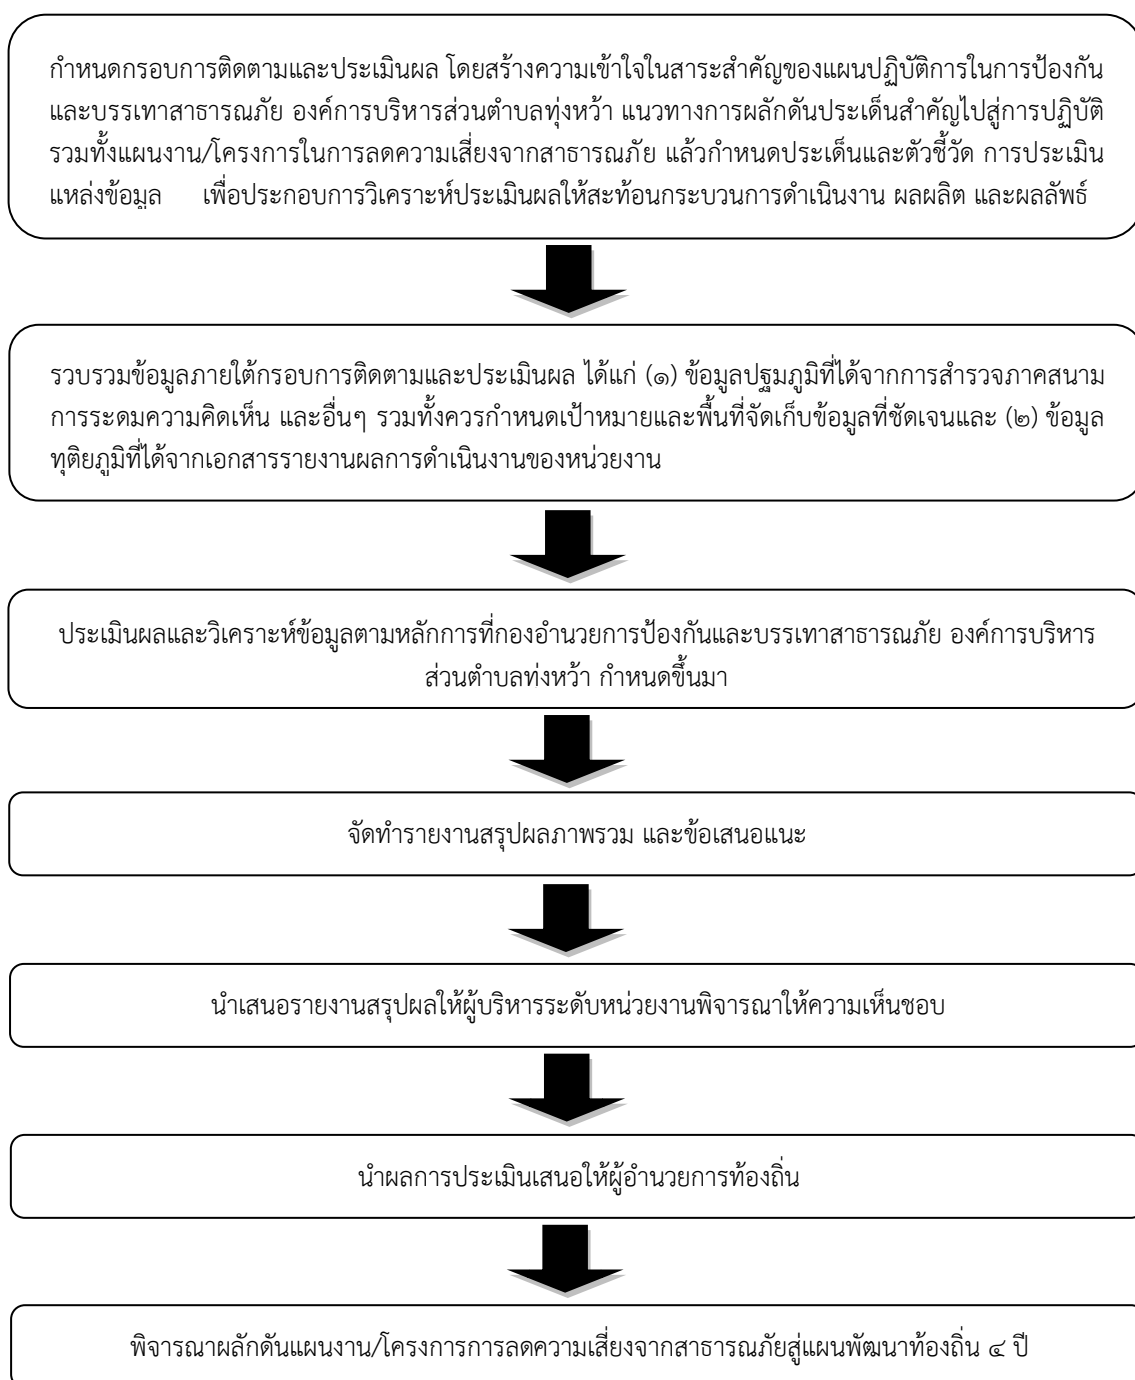 กำหนดกรอบการติดตามและประเมินผล โดยสร้างความเข้าใจในสาระสำคัญของแผนปฏิบัติการในการป้องกัน
และบรรเทาสาธารณภัย องค์การบริหารส่วนตำบลทุ่งหว้า แนวทางการผลักดันประเด็นสำคัญไปสู่การปฏิบัติ
รวมทั้งแผนงาน/โครงการในการลดความเสี่ยงจากสาธารณภัย แล้วกำหนดประเด็นและตัวชี้วัด การประเมิน
แหล่งข้อมูล เพื่อประกอบการวิเคราะห์ประเมินผลให้สะท้อนกระบวนการดำเนินงาน ผลผลิต และผลลัพธ์
รวบรวมข้อมูลภายใต้กรอบการติดตามและประเมินผล ได้แก่ (๑) ข้อมูลปฐมภูมิที่ได้จากการสำรวจภาคสนาม
การระดมความคิดเห็น และอื่นๆ รวมทั้งควรกำหนดเป้าหมายและพื้นที่จัดเก็บข้อมูลที่ชัดเจนและ (๒) ข้อมูล
ทุติยภูมิที่ได้จากเอกสารรายงานผลการดำเนินงานของหน่วยงาน
ประเมินผลและวิเคราะห์ข้อมูลตามหลักการที่กองอำนวยการป้องกันและบรรเทาสาธารณภัย องค์การบริหาร
ส่วนตำบลท่งหว้า กำหนดขึ้นมา
จัดทำรายงานสรุปผลภาพรวม และข้อเสนอแนะ
นำเสนอรายงานสรุปผลให้ผู้บริหารระดับหน่วยงานพิจารณาให้ความเห็นชอบ
นำผลการประเมินเสนอให้ผู้อำนวยการท้องถิ่น
พิจารณาผลักดันแผนงาน/โครงการการลดความเสี่ยงจากสาธารณภัยสู่แผนพัฒนาท้องถิ่น ๔ ปี